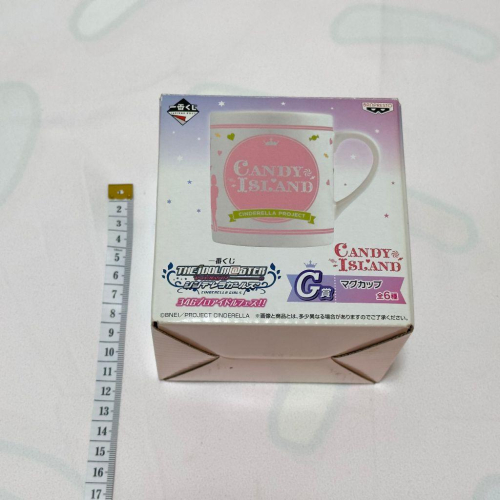 一番くじ
BANPRESTO
CANDY
ISLAND
CINDERELLA PROJECT
一番くじ
THE IDOLM@STER
シンデレラガールズ
CINDERELLA GIRLS
346プロアイドルフェス!!
G賞
CANDY
ISLAND
マグカップ
全6種
©BNEI／PROJECT CINDERELLA ※画像と商品とは、多少異なる場合がありますのでご了承ください。
2
3
4
5
6
7
8
9
10
11
12
13
14
15
16
17